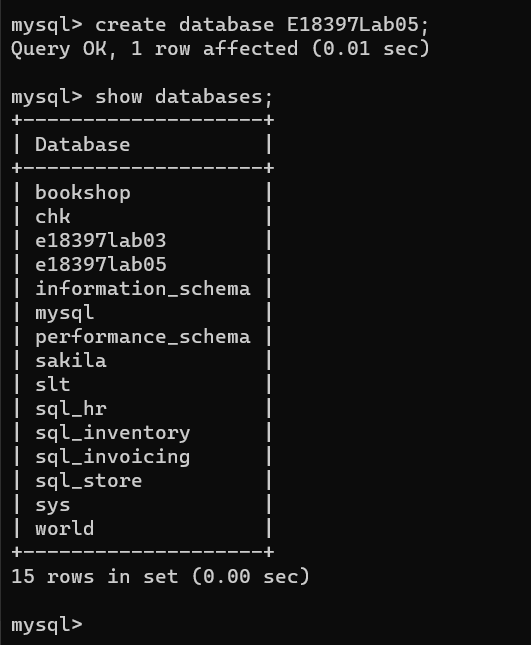 mysql> create database E18397Lab05;
Query OK, 1 row affected (0.01 sec)
mysql> show databases;
+--------------------+
| Database           |
+--------------------+
| bookshop           |
| chk                |
| e18397lab03        |
| e18397lab05        |
| information_schema |
| mysql              |
| performance_schema |
| sakila             |
| slt                |
| sql_hr             |
| sql_inventory      |
| sql_invoicing      |
| sql_store          |
| sys                |
| world              |
+--------------------+
15 rows in set (0.00 sec)
mysql>